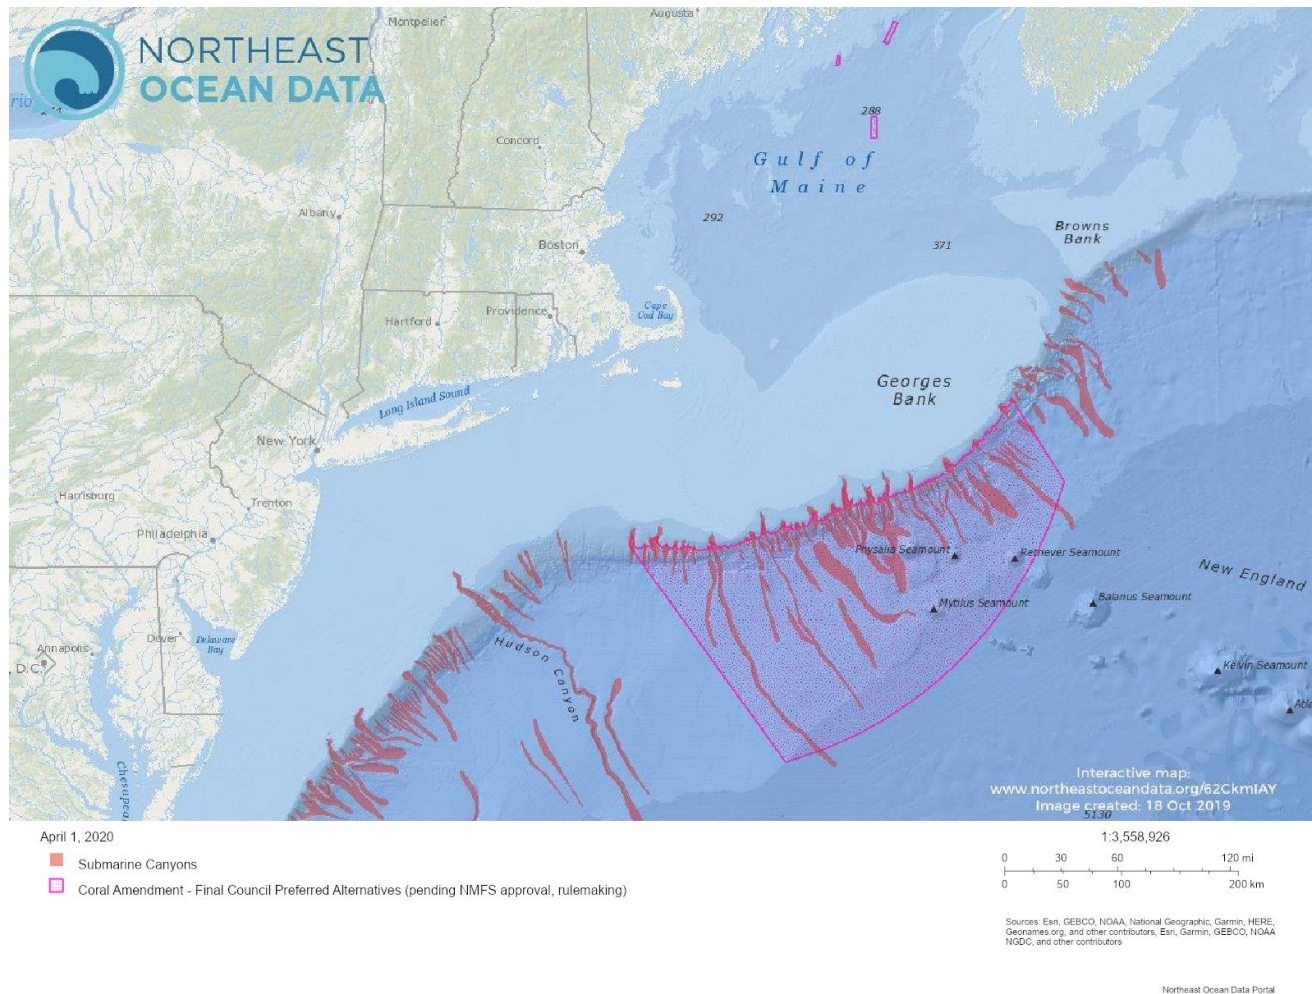 NORTHEAST
OCEAN DATA
Montpelier
Augusta
288
Gulf of
Maine
Concord
292
Browns
Bank
371
Albany
Boston
Cape
Cod Bay
Hartford
Providence
Georges
Bank
Long Island Sound
New York
Harrisburg
Trenton
Philadelphia
Physalia Seamount
Retriever Seamount
New England
Mytilus Seamount
Balanus Seamount
Dover
Delaware
Bay
Annapolis
D.C.
Hudson Canyon
Kelvin Seamount
Interactive map:
www.northeastoceandata.org/62CkmIAY
Image created: 18 Oct 2019
5130
April 1, 2020
Submarine Canyons
Coral Amendment - Final Council Preferred Alternatives (pending NMFS approval, rulemaking)
1:3,558,926
0 30 60 120 mi
0 50 100 200 km
Sources: Esri, GEBCO, NOAA, National Geographic, Garmin, HERE,
Geonames.org, and other contributors, Esri, Garmin, GEBCO, NOAA
NGDC, and other contributors
Northeast Ocean Data Portal